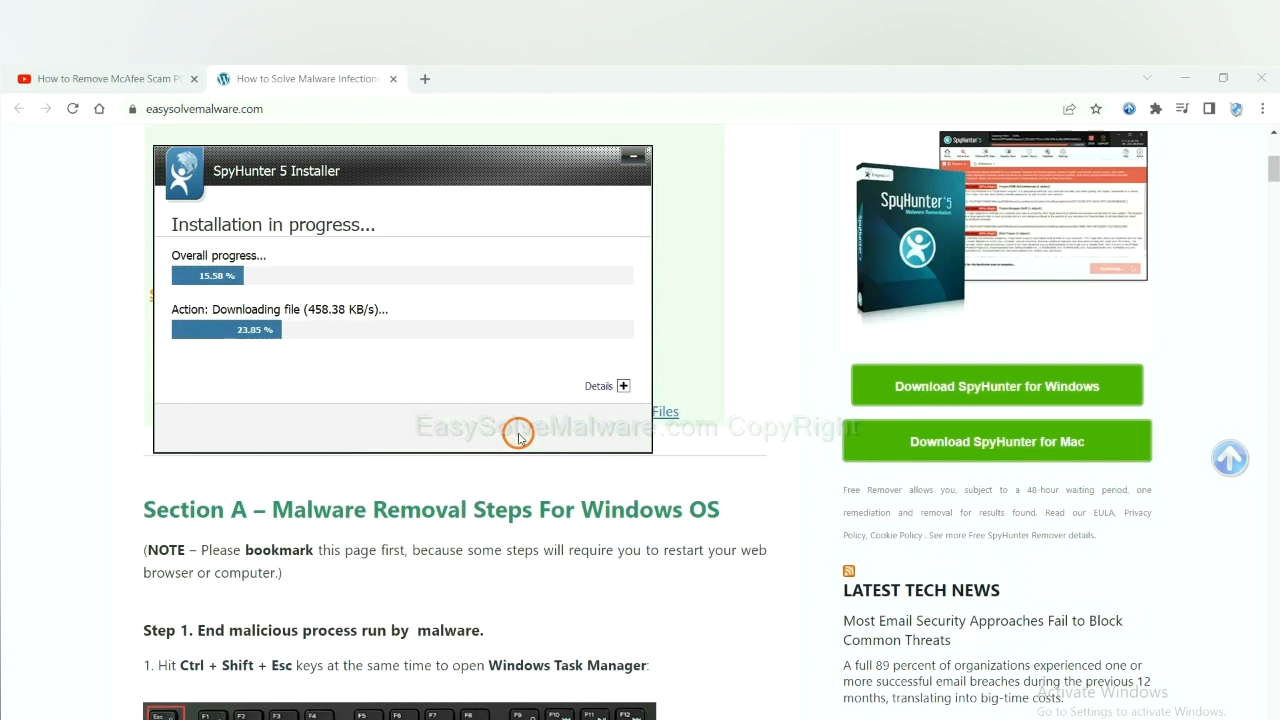 How to Remove McAfee Scam P
How to Solve Malware Infection
easysolvemalware.com
SpyHunter 5 Installer
Installation in progress...
Overall progress...
15.58 %
Action: Downloading file (458.38 KB/s)...
23.85 %
Details
Files
EasySolveMalware.com CopyRight
Section A – Malware Removal Steps For Windows OS
(NOTE – Please bookmark this page first, because some steps will require you to restart your web
browser or computer.)
Step 1. End malicious process run by malware.
1. Hit Ctrl + Shift + Esc keys at the same time to open Windows Task Manager:
Esc F1 F2 F3 F4 F5 F6 F7 F8 F9 F10 F11 F12
SpyHunter 5
Malware Remediation
Download SpyHunter for Windows
Download SpyHunter for Mac
Free Remover allows you, subject to a 48-hour waiting period, one
remediation and removal for results found. Read our EULA, Privacy
Policy, Cookie Policy . See more Free SpyHunter Remover details.
LATEST TECH NEWS
Most Email Security Approaches Fail to Block
Common Threats
A full 89 percent of organizations experienced one or
more successful email breaches during the previous 12
months, translating into big-time costs.
Activate Windows
Go to Settings to activate Windows.